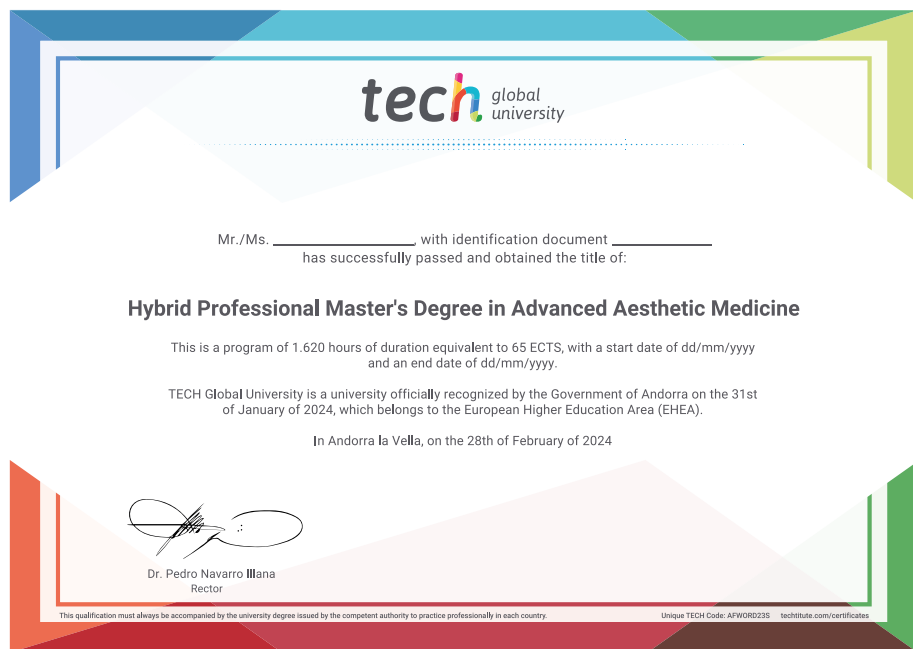 tech global
university
Mr./Ms. ________________, with identification document ____________
has successfully passed and obtained the title of:
Hybrid Professional Master's Degree in Advanced Aesthetic Medicine
This is a program of 1.620 hours of duration equivalent to 65 ECTS, with a start date of dd/mm/yyyy
and an end date of dd/mm/yyyy.
TECH Global University is a university officially recognized by the Government of Andorra on the 31st
of January of 2024, which belongs to the European Higher Education Area (EHEA).
In Andorra la Vella, on the 28th of February of 2024
Dr. Pedro Navarro Illana
Rector
This qualification must always be accompanied by the university degree issued by the competent authority to practice professionally in each country. Unique TECH Code: AFWORD23S techtitute.com/certificates